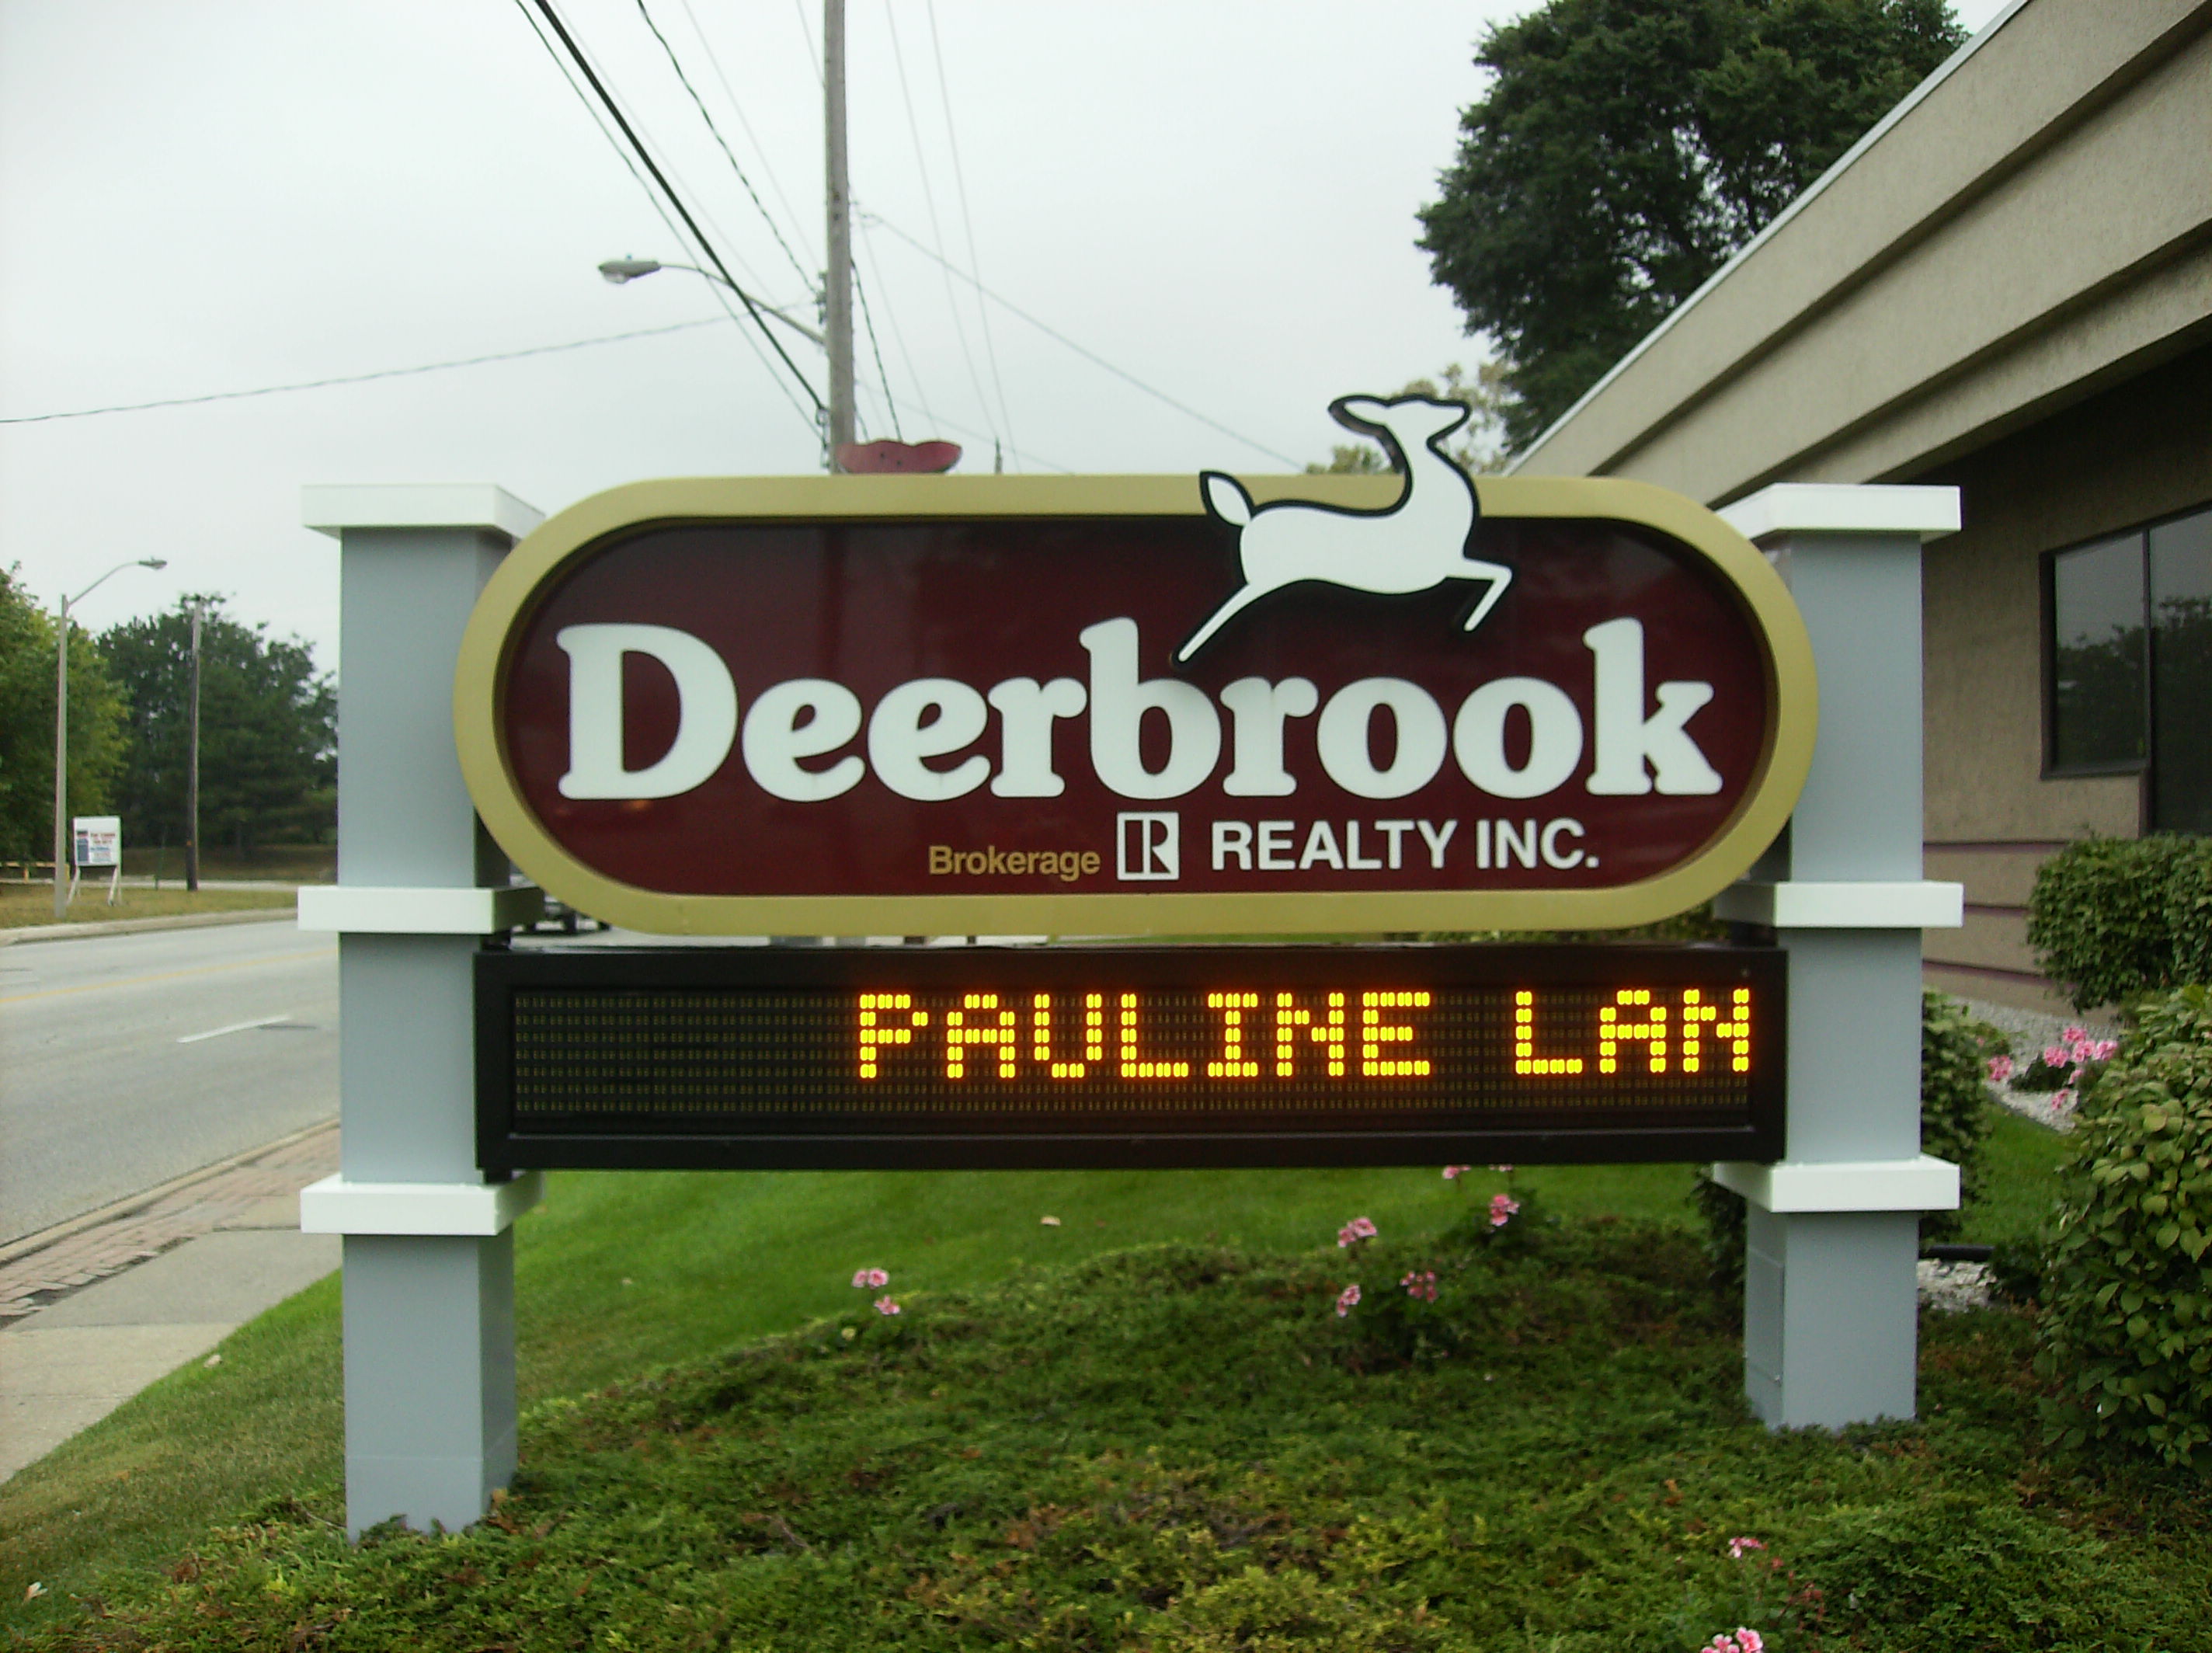 Deerbrook
Brokerage R REALTY INC.
PAULINE LAN